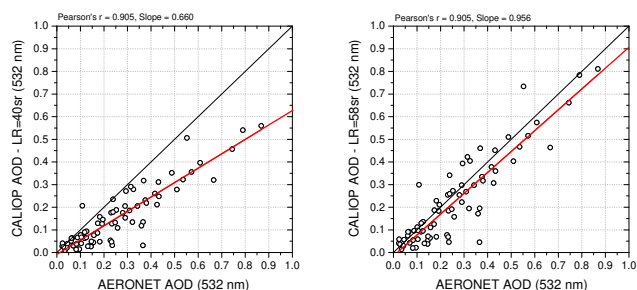 Pearson's r = 0.905, Slope = 0.660
1.0
0.9
0.8
0.7
0.6
0.5
0.4
0.3
0.2
0.1
0.0
CALIOP AOD - LR=40sr (532 nm)
0.0 0.1 0.2 0.3 0.4 0.5 0.6 0.7 0.8 0.9 1.0
AERONET AOD (532 nm)
Pearson's r = 0.905, Slope = 0.956
1.0
0.9
0.8
0.7
0.6
0.5
0.4
0.3
0.2
0.1
0.0
CALIOP AOD - LR=58sr (532 nm)
0.0 0.1 0.2 0.3 0.4 0.5 0.6 0.7 0.8 0.9 1.0
AERONET AOD (532 nm)